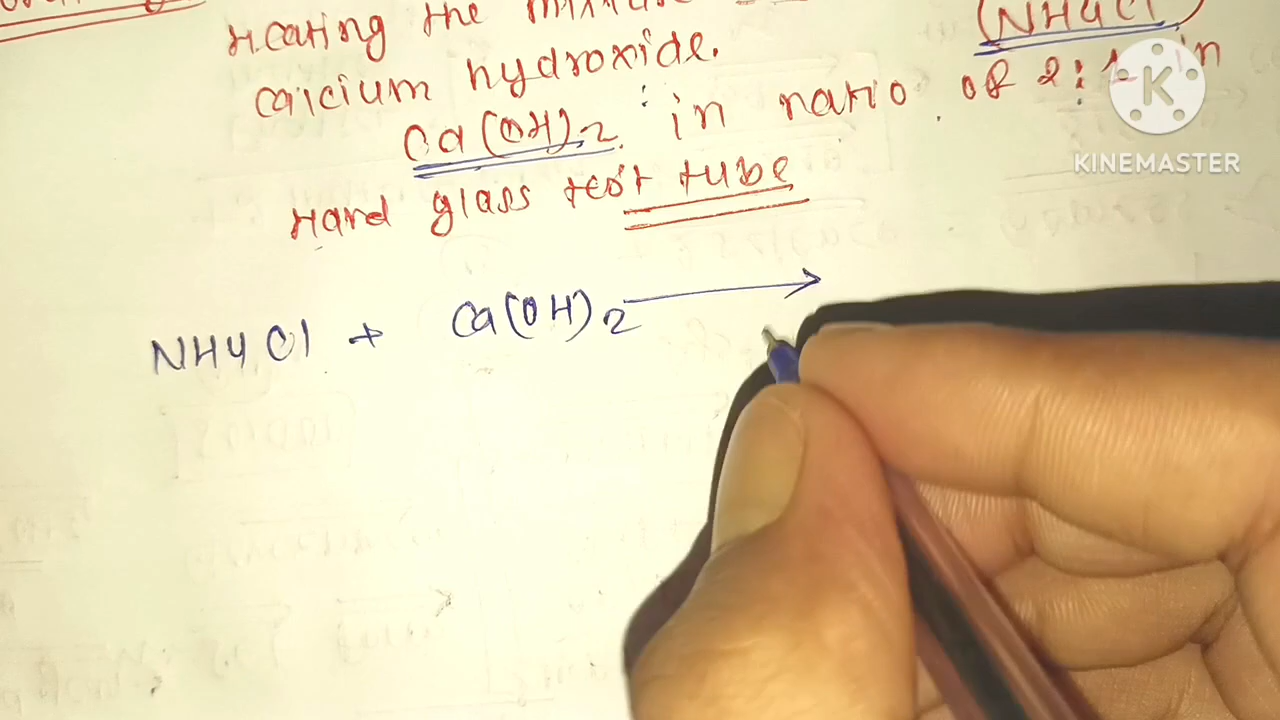 Heating the
(NH4Cl)
calcium hydroxide.
Ca(OH)2 in ratio of 2:1 in
Hard glass test tube
NH4Cl + Ca(OH)2 →
K
KINEMASTER